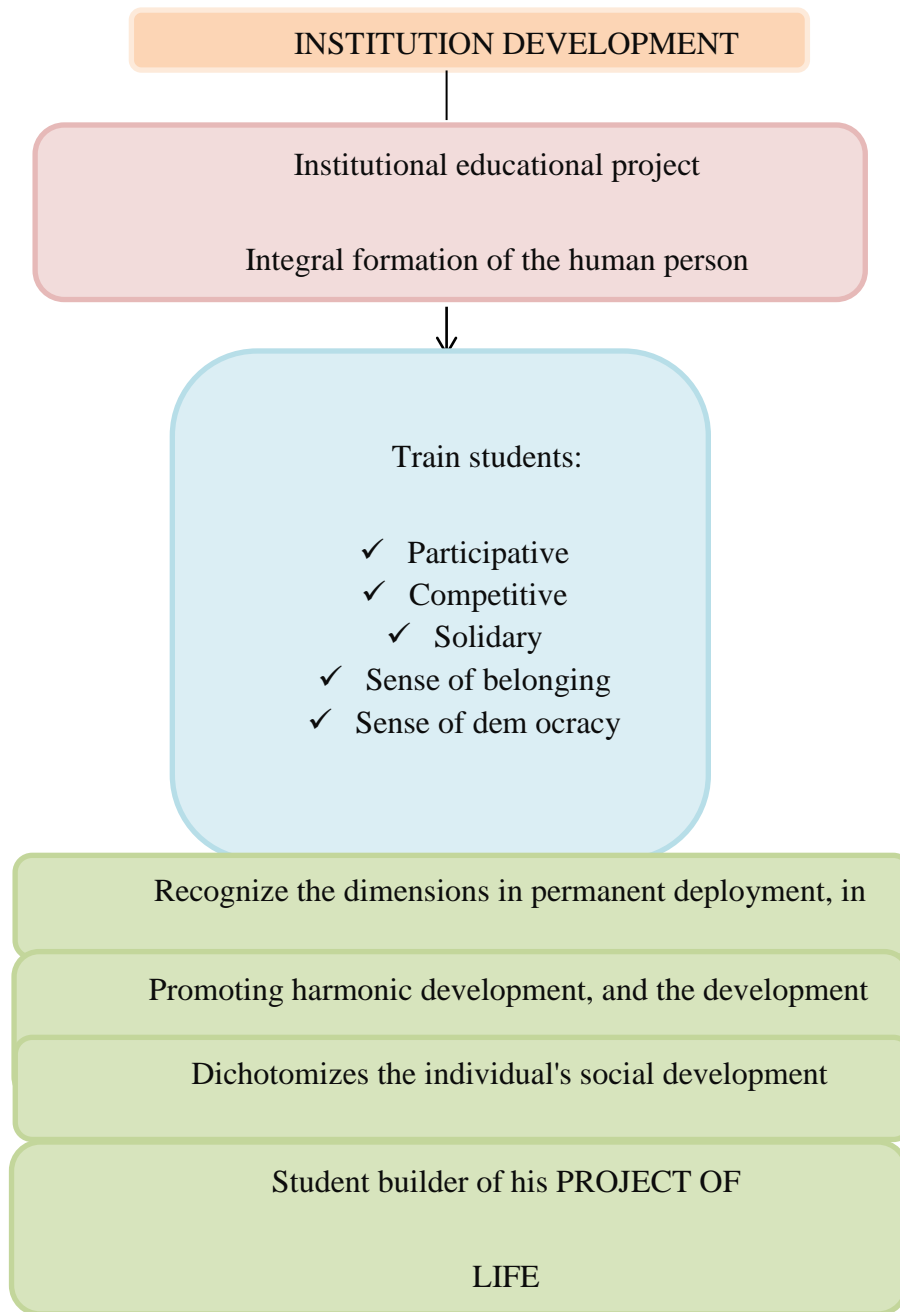 INSTITUTION DEVELOPMENT
Institutional educational project
Integral formation of the human person
Train students:
✓ Participative
✓ Competitive
✓ Solidary
✓ Sense of belonging
✓ Sense of dem ocracy
Recognize the dimensions in permanent deployment, in
Promoting harmonic development, and the development
Dichotomizes the individual's social development
Student builder of his PROJECT OF
LIFE